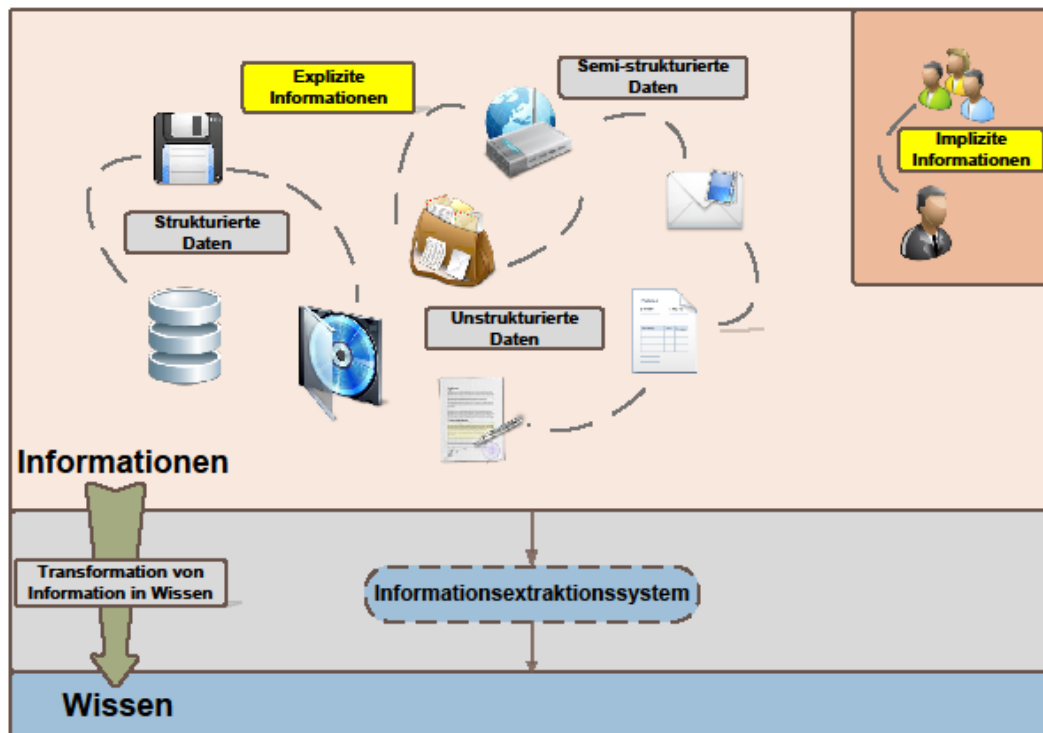 Explizite
Informationen
Semi-strukturierte
Daten
Implizite
Informationen
Strukturierte
Daten
Unstrukturierte
Daten
Informationen
Transformation von
Information in Wissen
Informationsextraktionssystem
Wissen